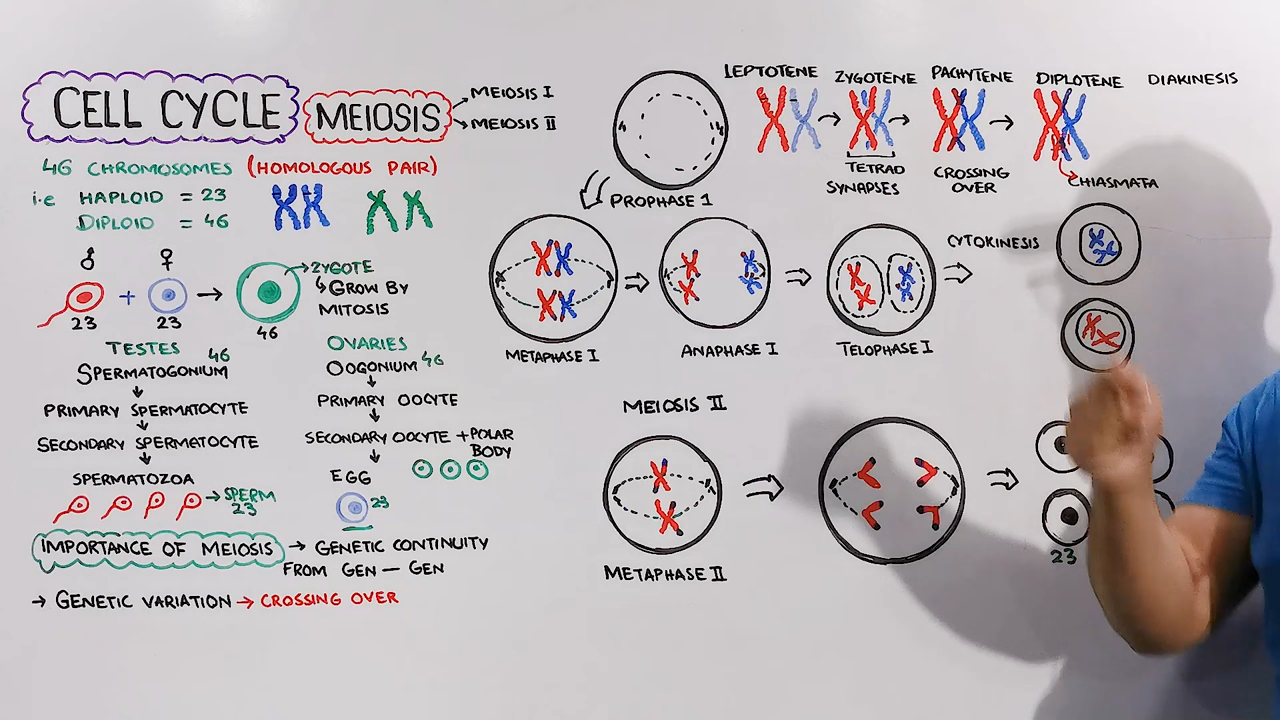 CELL CYCLE
MEIOSIS
MEIOSIS I
MEIOSIS II
46 CHROMOSOMES (HOMOLOGOUS PAIR)
i.e HAPLOID = 23
DIPLOID = 46
♂ ♀
+
→ ZYGOTE
↳ GROW BY
MITOSIS
23 23 46
TESTES
46
SPERMATOGONIUM
PRIMARY SPERMATOCYTE
SECONDARY SPERMATOCYTE
SPERMATOZOA
→ SPERM
23
OVARIES
OOGONIUM 46
PRIMARY OOCYTE
SECONDARY OOCYTE + POLAR
BODY
EGG
23
IMPORTANCE OF MEIOSIS → GENETIC CONTINUITY
FROM GEN — GEN
→ GENETIC VARIATION → CROSSING OVER
LEPTOTENE ZYGOTENE PACHYTENE DIPLOTENE DIAKINESIS
TETRAD
SYNAPSES
CROSSING
OVER
CHIASMATA
PROPHASE 1
CYTOKINESIS
METAPHASE I ANAPHASE I TELOPHASE I
MEIOSIS II
METAPHASE II
23